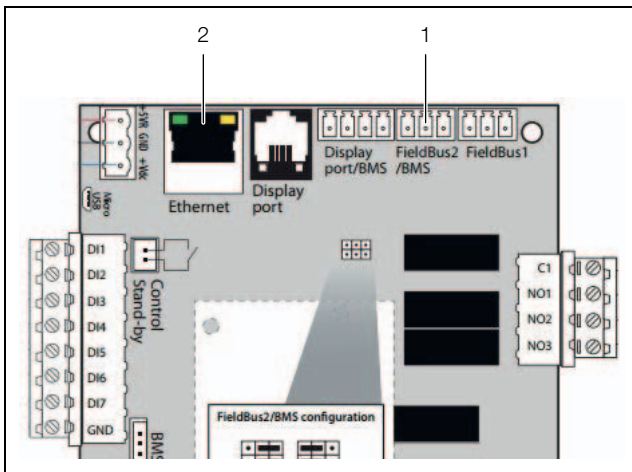 2
1
+5VR GND +Vdc
Micro USB
Ethernet
Display
port
Display
port/BMS
FieldBus2
/BMS
FieldBus1
DI1
DI2
DI3
DI4
DI5
DI6
DI7
GND
Control
Stand-by
BMS
C1
NO1
NO2
NO3
FieldBus2/BMS configuration